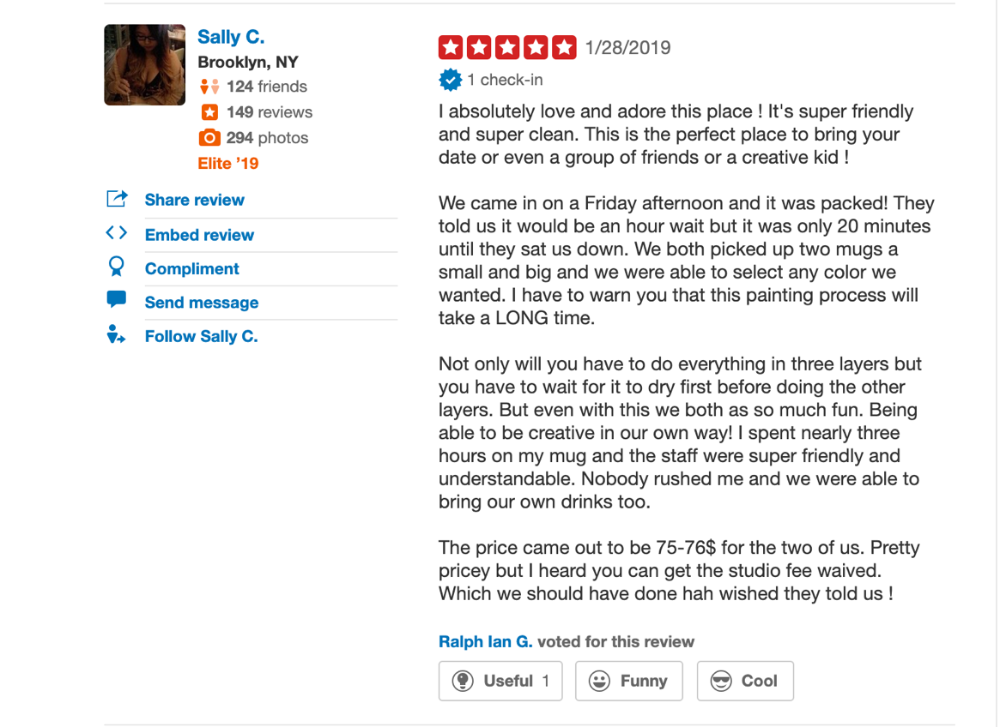 Sally C.
Brooklyn, NY
124 friends
149 reviews
294 photos
Elite ’19
Share review
Embed review
Compliment
Send message
Follow Sally C.
1/28/2019
1 check-in
I absolutely love and adore this place ! It's super friendly
and super clean. This is the perfect place to bring your
date or even a group of friends or a creative kid !
We came in on a Friday afternoon and it was packed! They
told us it would be an hour wait but it was only 20 minutes
until they sat us down. We both picked up two mugs a
small and big and we were able to select any color we
wanted. I have to warn you that this painting process will
take a LONG time.
Not only will you have to do everything in three layers but
you have to wait for it to dry first before doing the other
layers. But even with this we both as so much fun. Being
able to be creative in our own way! I spent nearly three
hours on my mug and the staff were super friendly and
understandable. Nobody rushed me and we were able to
bring our own drinks too.
The price came out to be 75-76$ for the two of us. Pretty
pricey but I heard you can get the studio fee waived.
Which we should have done hah wished they told us !
Ralph Ian G. voted for this review
Useful 1
Funny
Cool